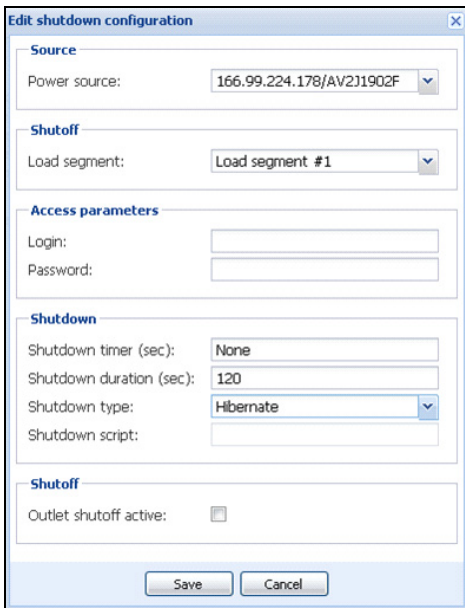 Edit shutdown configuration
Source
Power source: 166.99.224.178/AV2J1902F
Shutoff
Load segment: Load segment #1
Access parameters
Login:
Password:
Shutdown
Shutdown timer (sec): None
Shutdown duration (sec): 120
Shutdown type: Hibernate
Shutdown script:
Shutoff
Outlet shutoff active:
Save Cancel